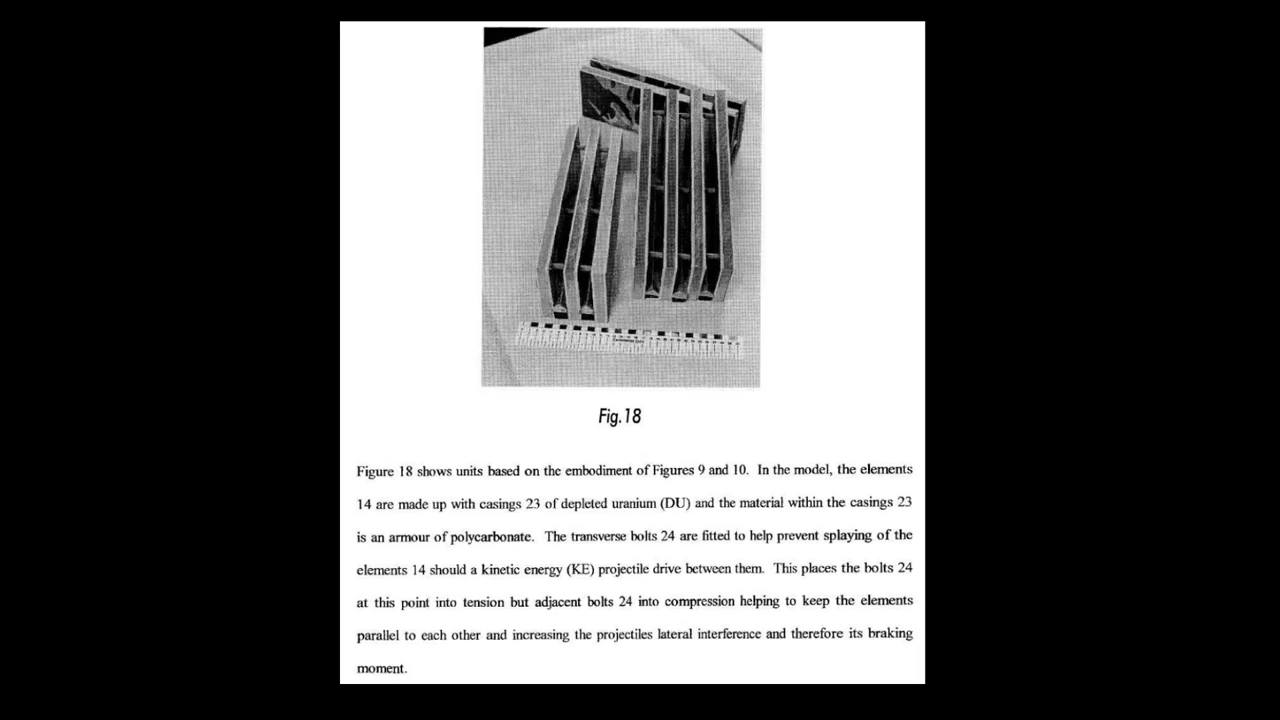 Fig.18
Figure 18 shows units based on the embodiment of Figures 9 and 10. In the model, the elements
14 are made up with casings 23 of depleted uranium (DU) and the material within the casings 23
is an armour of polycarbonate. The transverse bolts 24 are fitted to help prevent splaying of the
elements 14 should a kinetic energy (KE) projectile drive between them. This places the bolts 24
at this point into tension but adjacent bolts 24 into compression helping to keep the elements
parallel to each other and increasing the projectiles lateral interference and therefore its braking
moment.